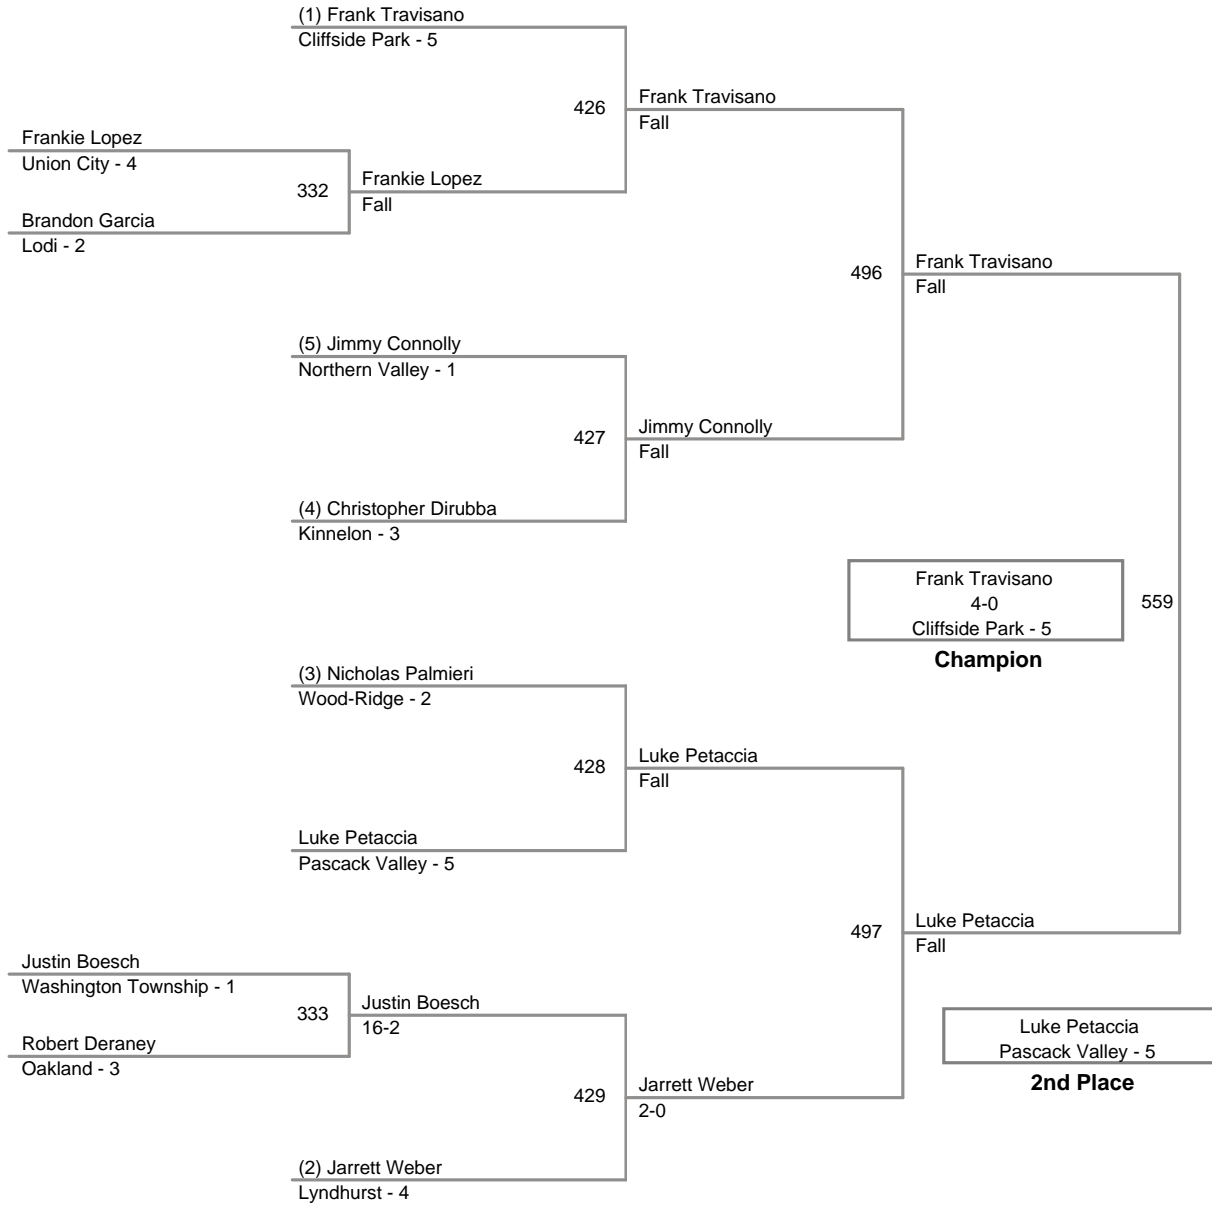 (1) Frank Travisano
Cliffside Park - 5
426
Frank Travisano
Fall
Frankie Lopez
Union City - 4
332
Frankie Lopez
Fall
Brandon Garcia
Lodi - 2
496
Frank Travisano
Fall
(5) Jimmy Connolly
Northern Valley - 1
427
Jimmy Connolly
Fall
(4) Christopher Dirubba
Kinnelon - 3
Frank Travisano
4-0
Cliffside Park - 5
Champion
559
(3) Nicholas Palmieri
Wood-Ridge - 2
428
Luke Petaccia
Fall
Luke Petaccia
Pascack Valley - 5
497
Luke Petaccia
Fall
Justin Boesch
Washington Township - 1
333
Justin Boesch
16-2
Robert Deraney
Oakland - 3
Luke Petaccia
Pascack Valley - 5
2nd Place
429
Jarrett Weber
2-0
(2) Jarrett Weber
Lyndhurst - 4